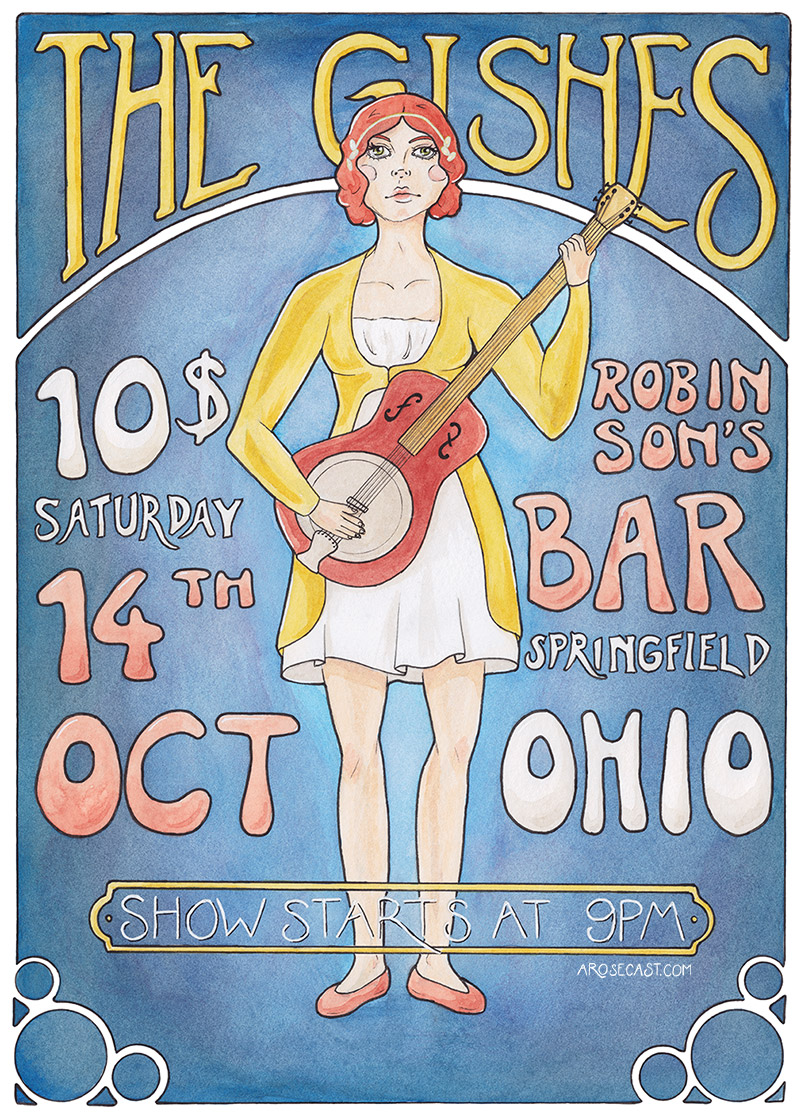 THE GISHES
10$
SATURDAY
14TH
OCT
ROBIN
SON'S
BAR
SPRINGFIELD
OHIO
SHOW STARTS AT 9PM
AROSECAST.COM